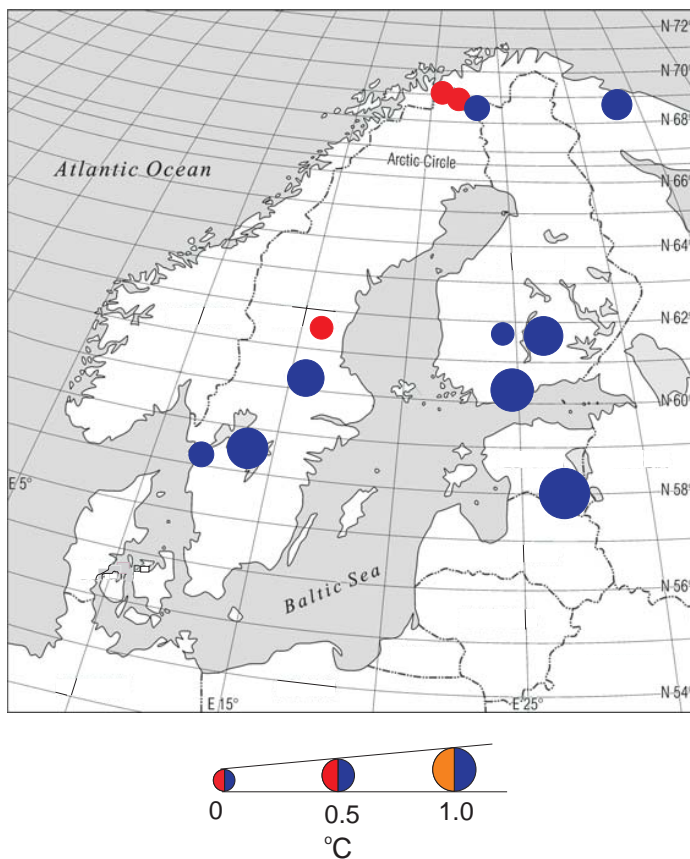 N 72°
N 70°
N 68°
Arctic Circle
Atlantic Ocean
N 66°
N 64°
N 62°
N 60°
E 5°
N 58°
N 56°
Baltic Sea
N 54°
E 15°
E 25°
0
0.5
1.0
°C